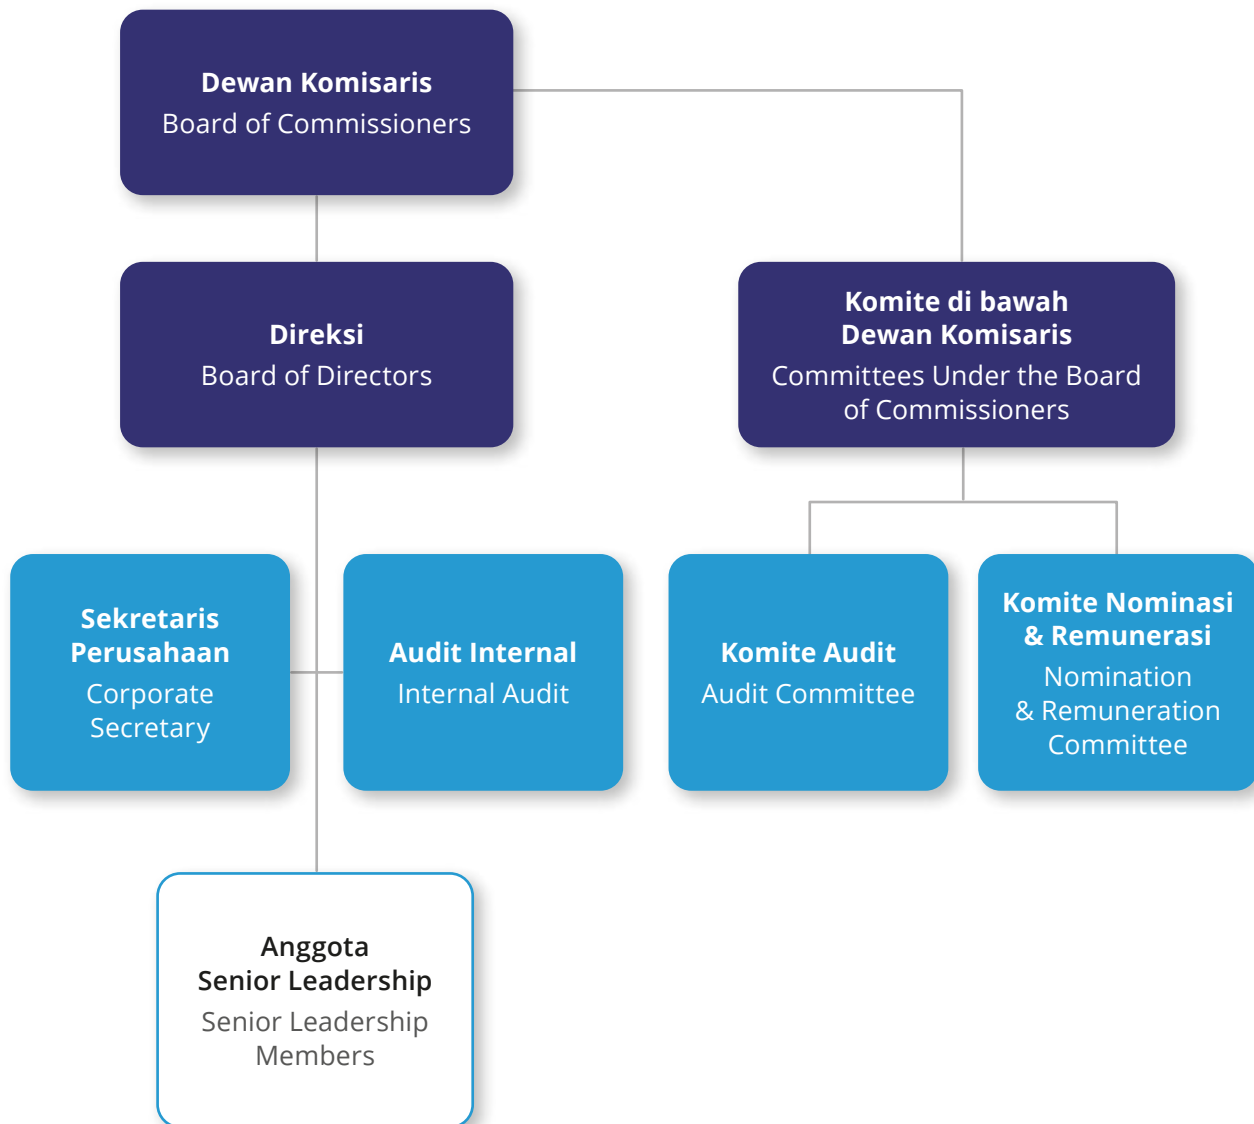 Dewan Komisaris
Board of Commissioners
Direksi
Board of Directors
Komite di bawah
Dewan Komisaris
Committees Under the Board
of Commissioners
Sekretaris
Perusahaan
Corporate
Secretary
Audit Internal
Internal Audit
Komite Audit
Audit Committee
Komite Nominasi
& Remunerasi
Nomination
& Remuneration
Committee
Anggota
Senior Leadership
Senior Leadership
Members